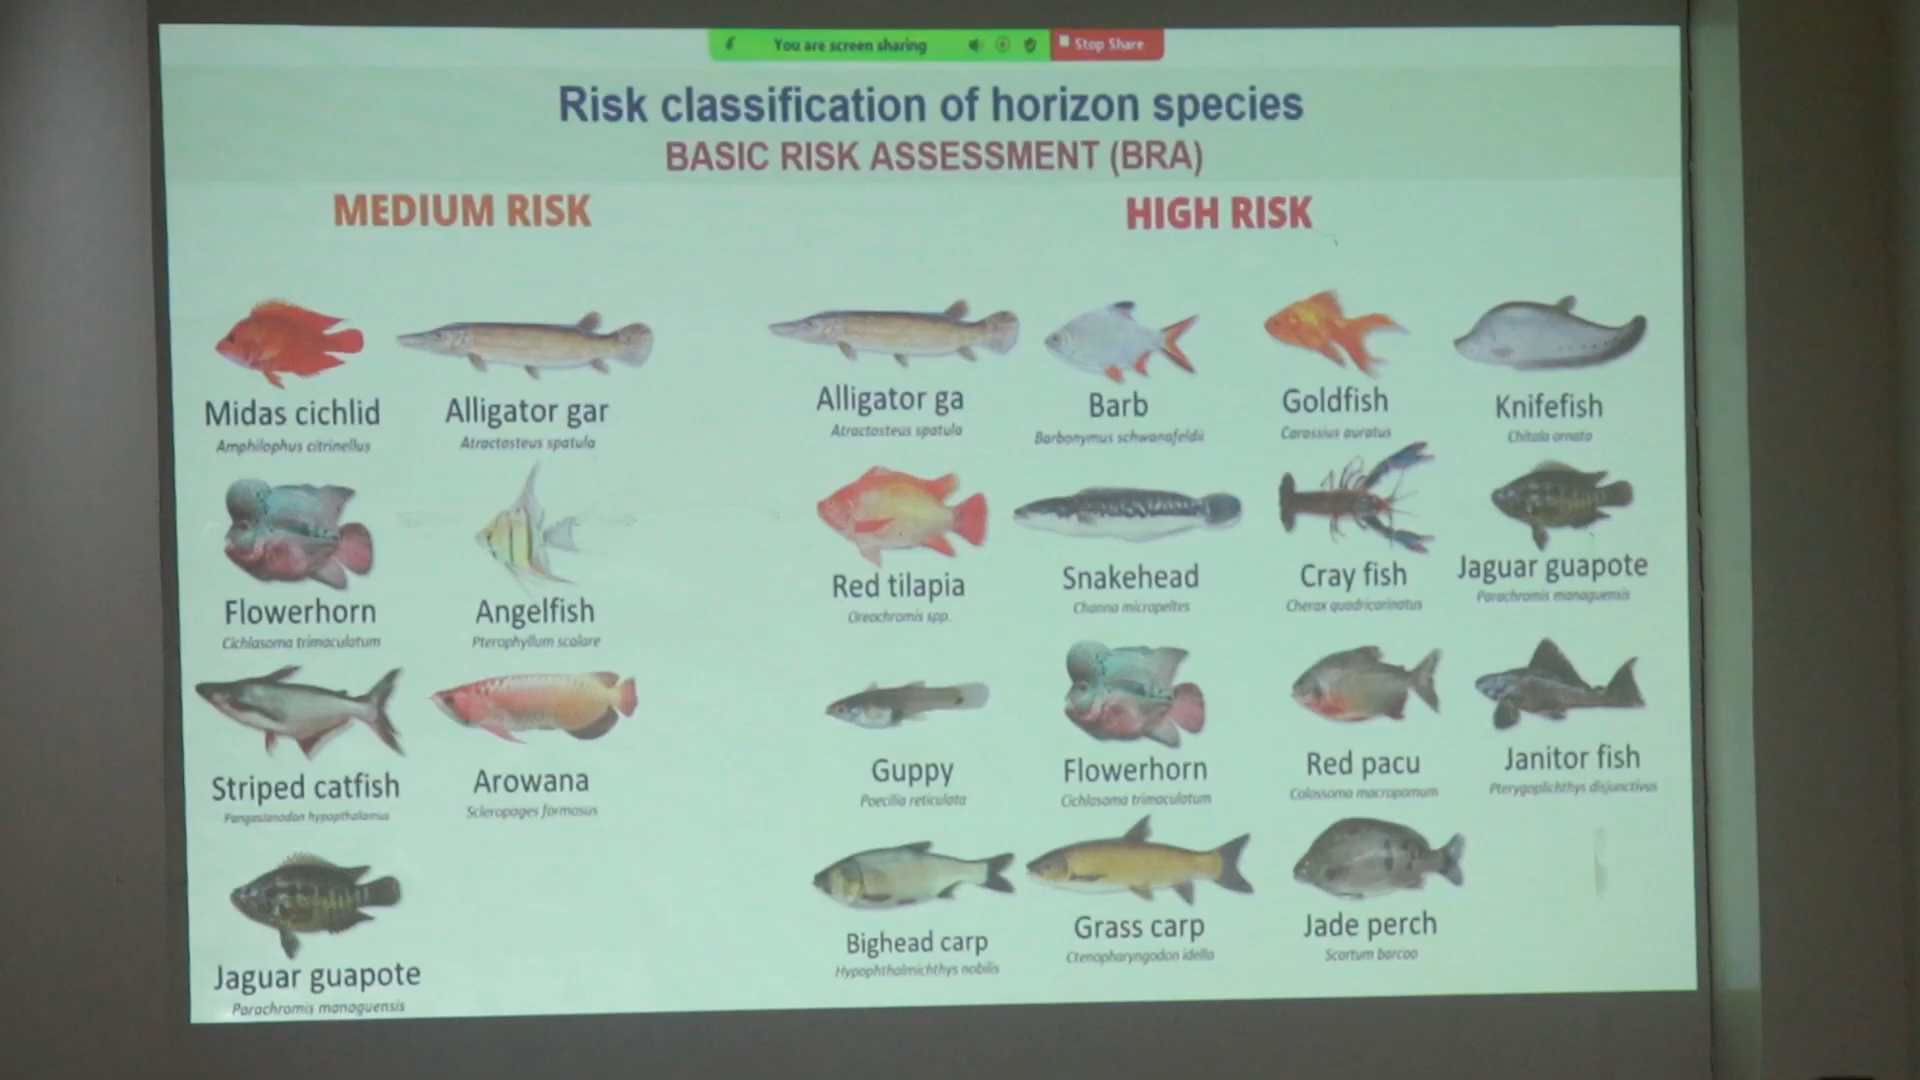 You are screen sharing
Stop Share
Risk classification of horizon species
BASIC RISK ASSESSMENT (BRA)
MEDIUM RISK
HIGH RISK
Midas cichlid
Amphilophus citrinellus
Alligator gar
Atractosteus spatula
Flowerhorn
Cichlasoma trimaculatum
Angelfish
Pterophyllum scalare
Striped catfish
Pangasianodon hypopthalamus
Arowana
Scleropages formosus
Jaguar guapote
Parachromis managuensis
Alligator ga
Atractosteus spatula
Barb
Barbonymus schwanafeldii
Goldfish
Carassius auratus
Knifefish
Chitala ornata
Red tilapia
Oreochromis spp.
Snakehead
Channa micropeltes
Cray fish
Cherax quadricarinatus
Jaguar guapote
Parachromis managuensis
Guppy
Poecilia reticulata
Flowerhorn
Cichlasoma trimaculatum
Red pacu
Colossoma macropomum
Janitor fish
Pterygoplichthys disjunctivus
Bighead carp
Hypophthalmichthys nobilis
Grass carp
Ctenopharyngodon idella
Jade perch
Scortum barcoo